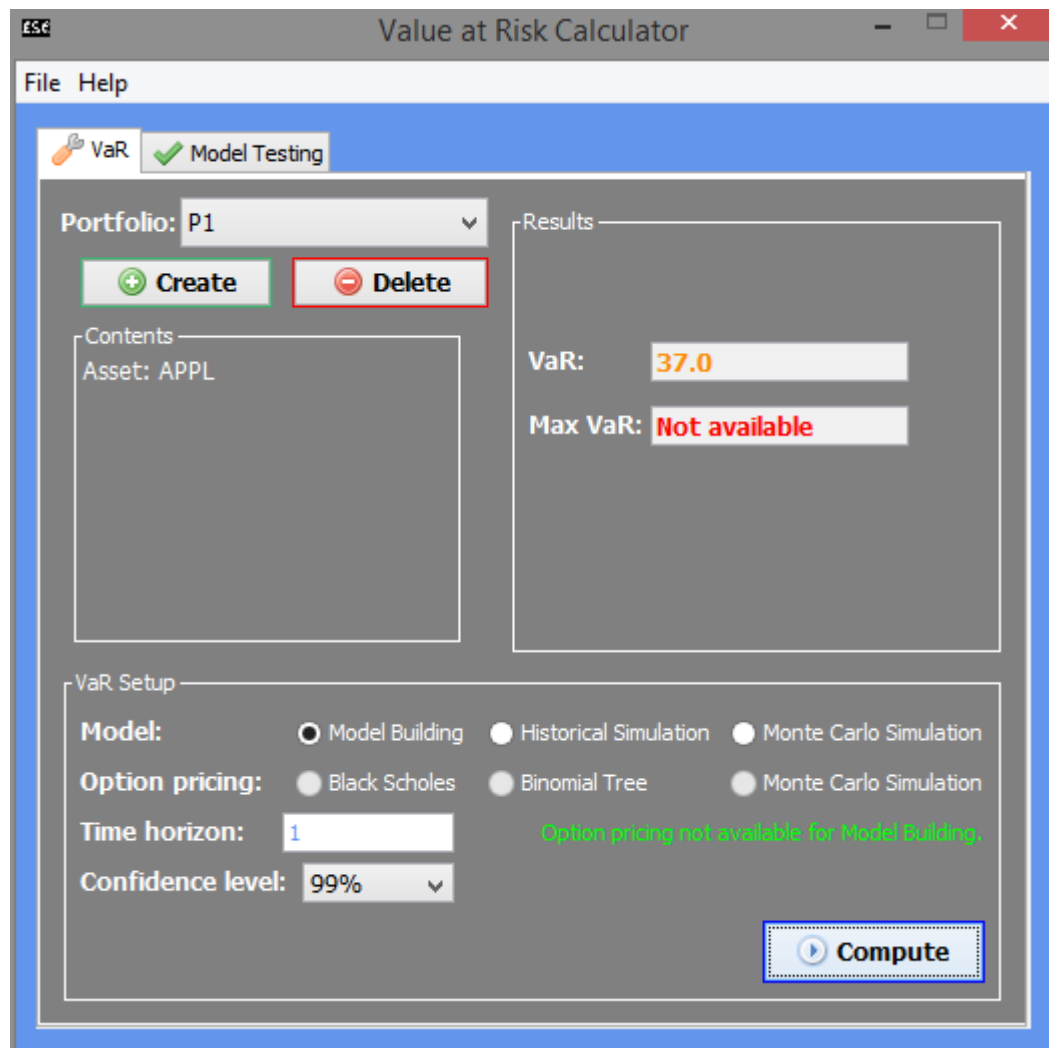 Value at Risk Calculator
File Help
VaR Model Testing
Portfolio: P1
Create Delete
Contents
Asset: APPL
Results
VaR: 37.0
Max VaR: Not available
VaR Setup
Model: Model Building Historical Simulation Monte Carlo Simulation
Option pricing: Black Scholes Binomial Tree Monte Carlo Simulation
Time horizon: 1 Option pricing not available for Model Building.
Confidence level: 99%
Compute